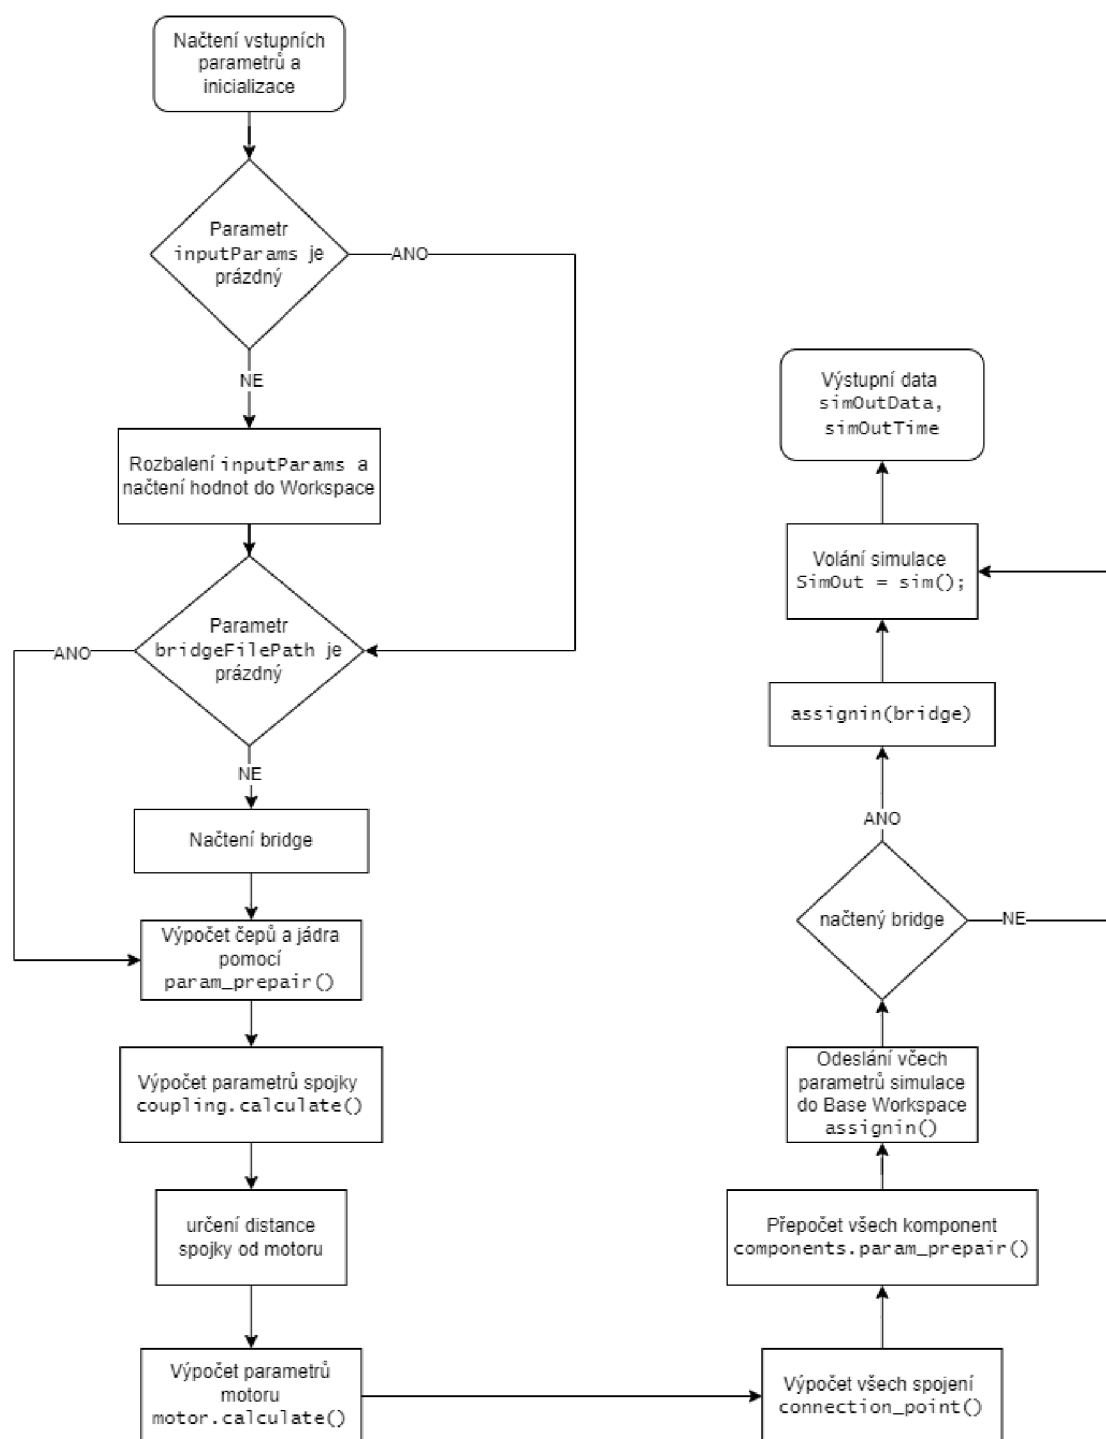 Načtení vstupních
parametrů a
inicializace
Parametr
inputParams je
prázdný
ANO
NE
Rozbalení inputParams a
načtení hodnot do Workspace
Parametr
bridgeFilePath je
prázdný
ANO
NE
Načtení bridge
Výpočet čepů a jádra
pomocí
param_prepair()
Výpočet parametrů spojky
coupling.calculate()
určení distance
spojky od motoru
Výpočet parametrů
motoru
motor.calculate()
Výpočet všech spojení
connection_point()
Přepočet všech komponent
components.param_prepair()
Odeslání včech
parametrů simulace
do Base Workspace
assignin()
načtený bridge
NE
ANO
assignin(bridge)
Volání simulace
SimOut = sim();
Výstupní data
simOutData,
simOutTime